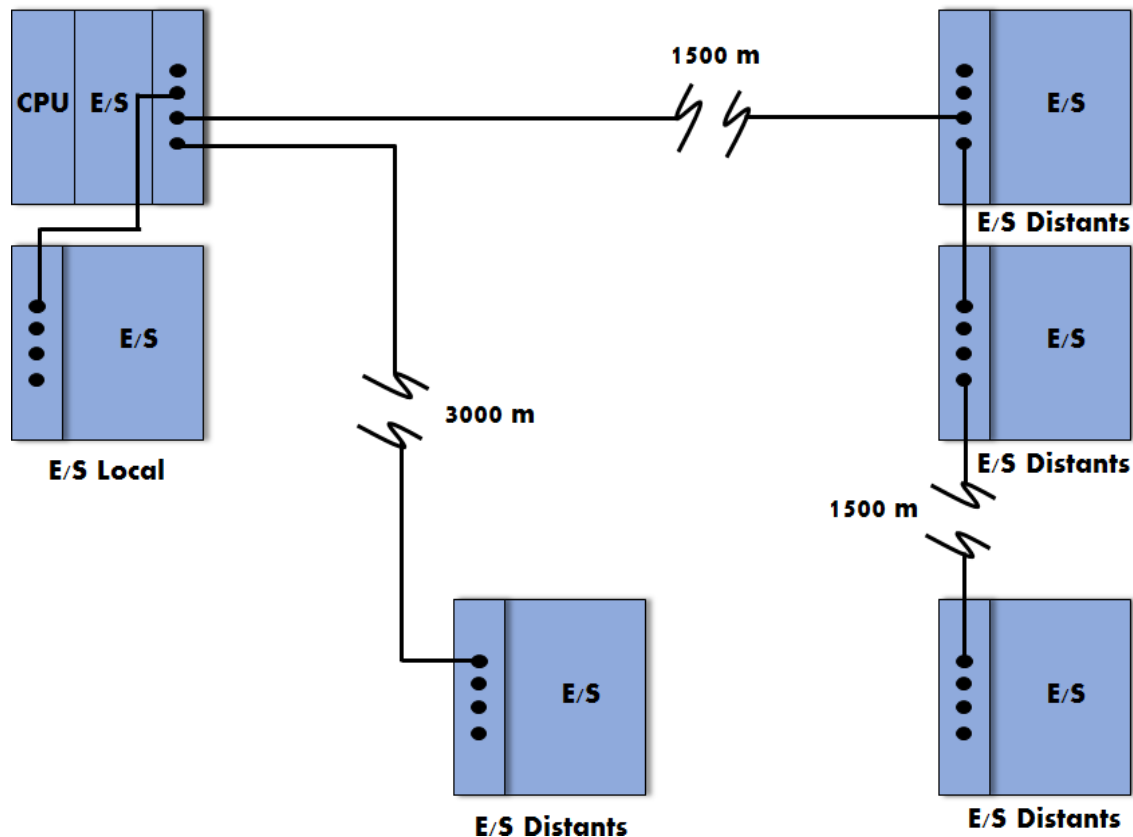 1500 m
CPU E/S
E/S
E/S Distants
E/S
E/S
E/S Local
3000 m
E/S Distants
1500 m
E/S
E/S
E/S Distants
E/S Distants